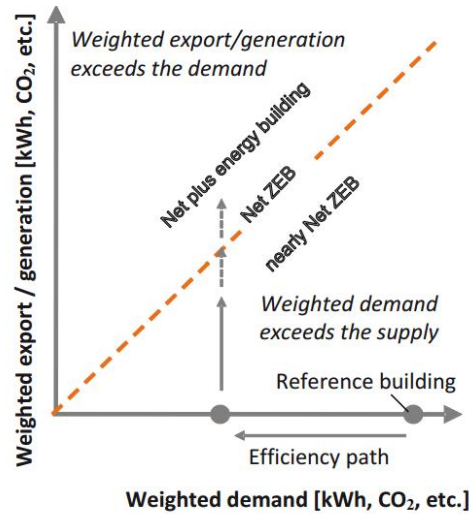 Weighted export/generation
exceeds the demand
Weighted export / generation [kWh, CO₂, etc.]
Net plus energy building
Net ZEB
nearly Net ZEB
Weighted demand
exceeds the supply
Reference building
Efficiency path
Weighted demand [kWh, CO₂, etc.]